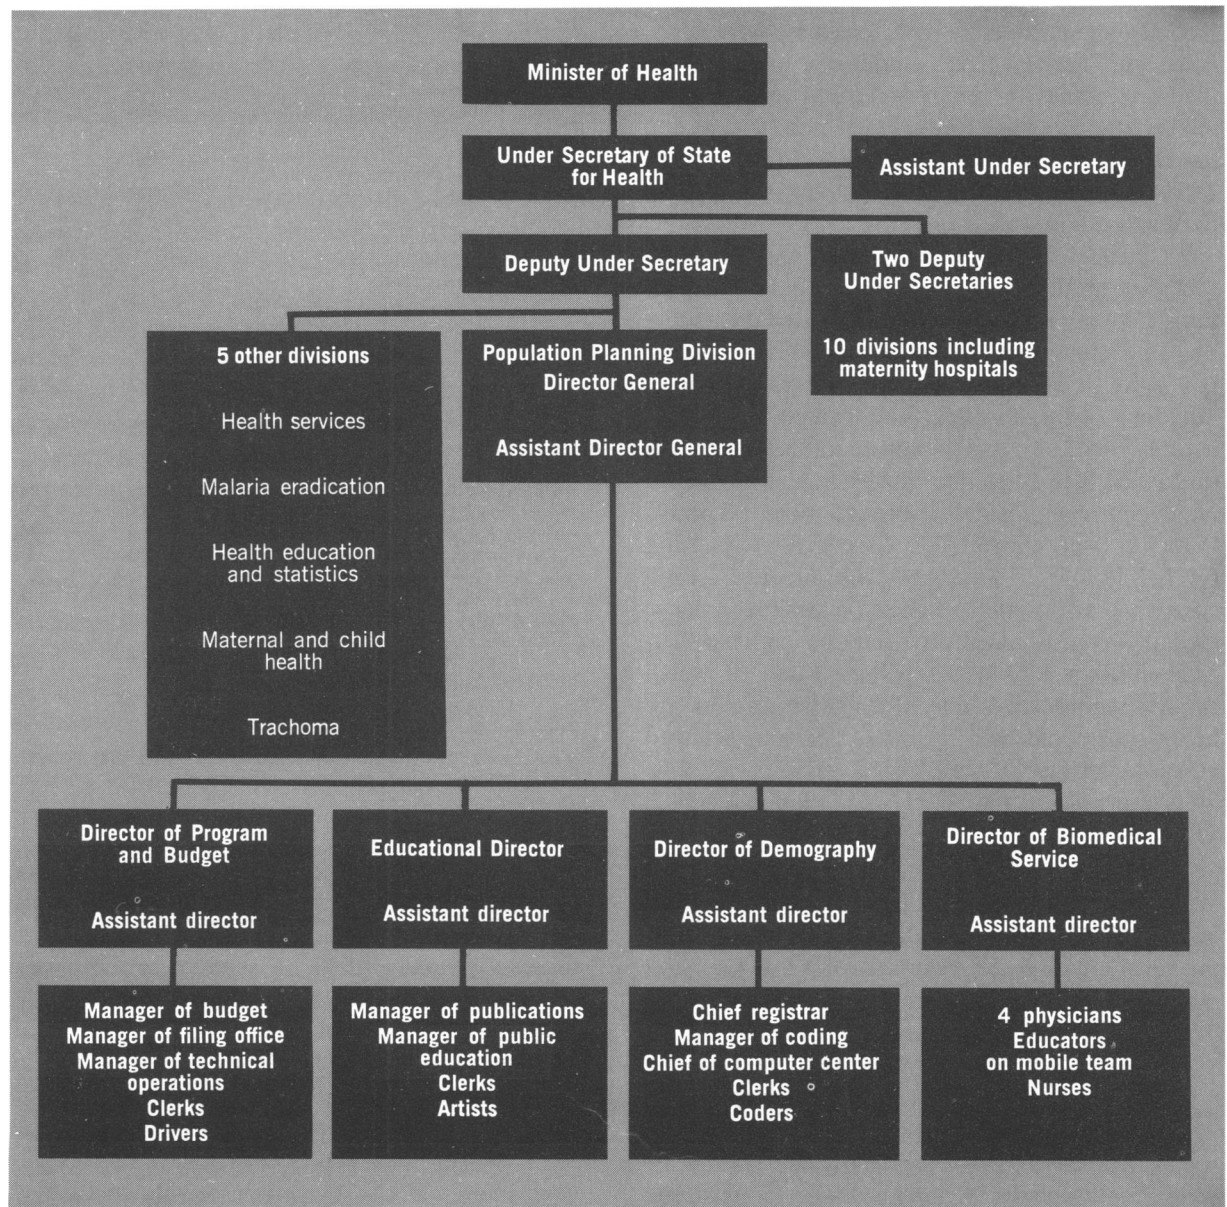 Minister of Health
Under Secretary of State
for Health
Assistant Under Secretary
Deputy Under Secretary
Two Deputy
Under Secretaries
10 divisions including
maternity hospitals
5 other divisions
Health services
Malaria eradication
Health education
and statistics
Maternal and child
health
Trachoma
Population Planning Division
Director General
Assistant Director General
Director of Program
and Budget
Assistant director
Educational Director
Assistant director
Director of Demography
Assistant director
Director of Biomedical
Service
Assistant director
Manager of budget
Manager of filing office
Manager of technical
operations
Clerks
Drivers
Manager of publications
Manager of public
education
Clerks
Artists
Chief registrar
Manager of coding
Chief of computer center
Clerks
Coders
4 physicians
Educators
on mobile team
Nurses